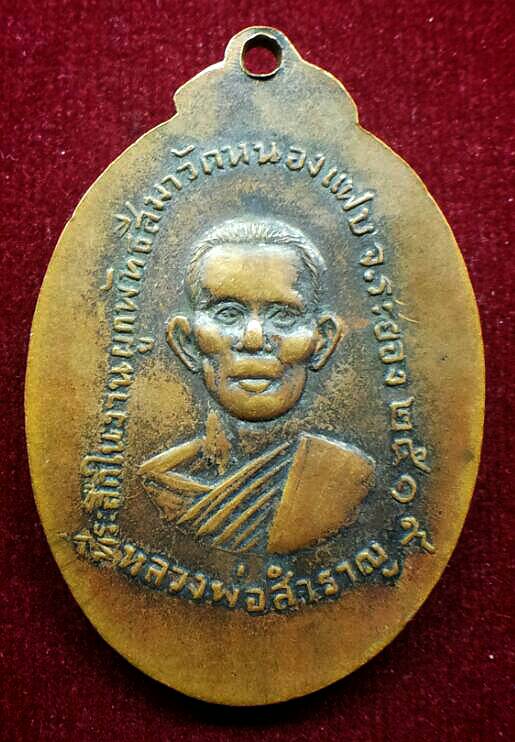 ที่ระลึกในงานผูกพัทธสีมาวัดหนองแฟบ จ.ระยอง ๒๕๑๙
หลวงพ่อสำราญ